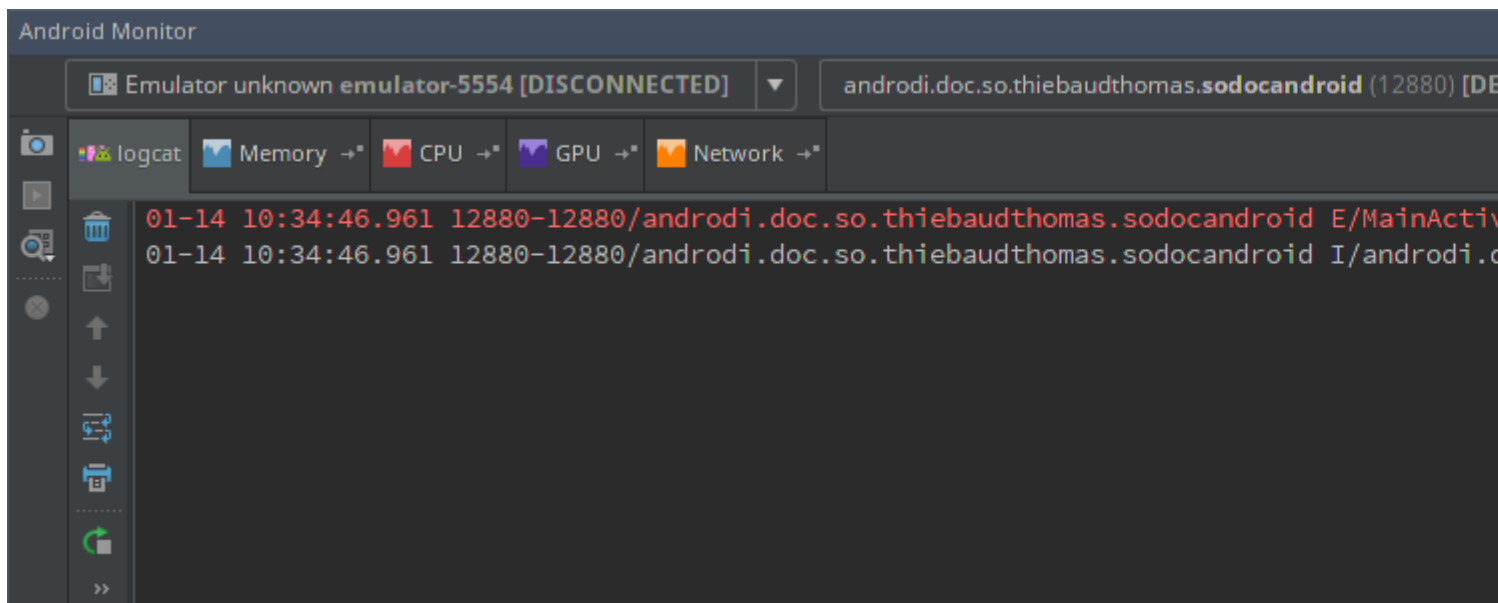 Android Monitor
Emulator unknown emulator-5554 [DISCONNECTED] androdi.doc.so.thiebaudthomas.sodocandroid (12880) [DE
logcat Memory CPU GPU Network
01-14 10:34:46.961 12880-12880/androdi.doc.so.thiebaudthomas.sodocandroid E/MainActiv
01-14 10:34:46.961 12880-12880/androdi.doc.so.thiebaudthomas.sodocandroid I/androdi.